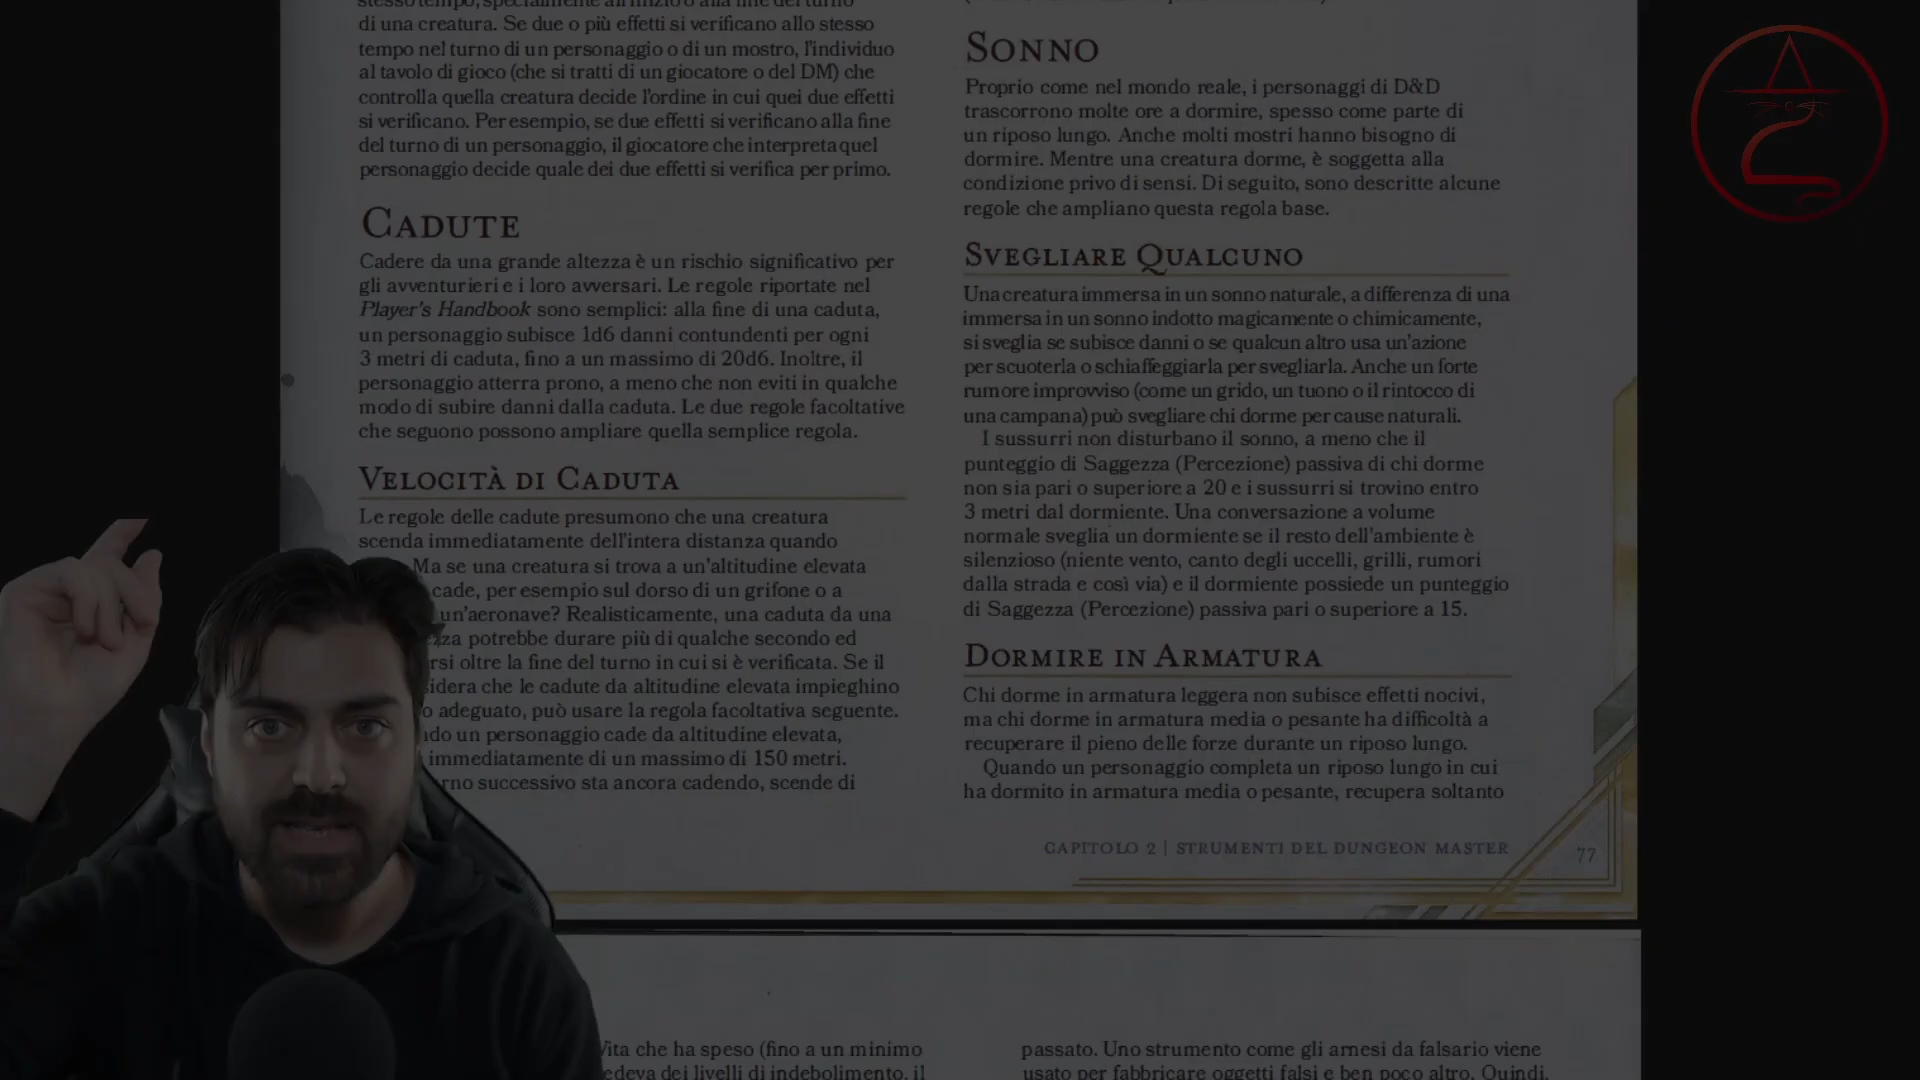 stesso tempo, specialmente all'inizio o alla fine del turno
di una creatura. Se due o più effetti si verificano allo stesso
tempo nel turno di un personaggio o di un mostro, l'individuo
al tavolo di gioco (che si tratti di un giocatore o del DM) che
controlla quella creatura decide l'ordine in cui quei due effetti
si verificano. Per esempio, se due effetti si verificano alla fine
del turno di un personaggio, il giocatore che interpreta quel
personaggio decide quale dei due effetti si verifica per primo.
CADUTE
Cadere da una grande altezza è un rischio significativo per
gli avventurieri e i loro avversari. Le regole riportate nel
Player's Handbook sono semplici: alla fine di una caduta,
un personaggio subisce 1d6 danni contundenti per ogni
3 metri di caduta, fino a un massimo di 20d6. Inoltre, il
personaggio atterra prono, a meno che non eviti in qualche
modo di subire danni dalla caduta. Le due regole facoltative
che seguono possono ampliare quella semplice regola.
VELOCITÀ DI CADUTA
Le regole delle cadute presumono che una creatura
scenda immediatamente dell'intera distanza quando
Ma se una creatura si trova a un'altitudine elevata
cade, per esempio sul dorso di un grifone o a
un'aeronave? Realisticamente, una caduta da una
potrebbe durare più di qualche secondo ed
oltre la fine del turno in cui si è verificata. Se il
che le cadute da altitudine elevata impieghino
adeguato, può usare la regola facoltativa seguente.
un personaggio cade da altitudine elevata,
immediatamente di un massimo di 150 metri.
successivo sta ancora cadendo, scende di
SONNO
Proprio come nel mondo reale, i personaggi di D&D
trascorrono molte ore a dormire, spesso come parte di
un riposo lungo. Anche molti mostri hanno bisogno di
dormire. Mentre una creatura dorme, è soggetta alla
condizione privo di sensi. Di seguito, sono descritte alcune
regole che ampliano questa regola base.
SVEGLIARE QUALCUNO
Una creatura immersa in un sonno naturale, a differenza di una
immersa in un sonno indotto magicamente o chimicamente,
si sveglia se subisce danni o se qualcun altro usa un'azione
per scuoterla o schiaffeggiarla per svegliarla. Anche un forte
rumore improvviso (come un grido, un tuono o il rintocco di
una campana) può svegliare chi dorme per cause naturali.
I sussurri non disturbano il sonno, a meno che il
punteggio di Saggezza (Percezione) passiva di chi dorme
non sia pari o superiore a 20 e i sussurri si trovino entro
3 metri dal dormiente. Una conversazione a volume
normale sveglia un dormiente se il resto dell'ambiente è
silenzioso (niente vento, canto degli uccelli, grilli, rumori
dalla strada e così via) e il dormiente possiede un punteggio
di Saggezza (Percezione) passiva pari o superiore a 15.
DORMIRE IN ARMATURA
Chi dorme in armatura leggera non subisce effetti nocivi,
ma chi dorme in armatura media o pesante ha difficoltà a
recuperare il pieno delle forze durante un riposo lungo.
Quando un personaggio completa un riposo lungo in cui
ha dormito in armatura media o pesante, recupera soltanto
CAPITOLO 2 | STRUMENTI DEL DUNGEON MASTER 77
Vita che ha speso (fino a un minimo
dei livelli di indebolimento, il
passato. Uno strumento come gli arnesi da falsario viene
usato per fabbricare oggetti falsi e ben poco altro. Quindi,